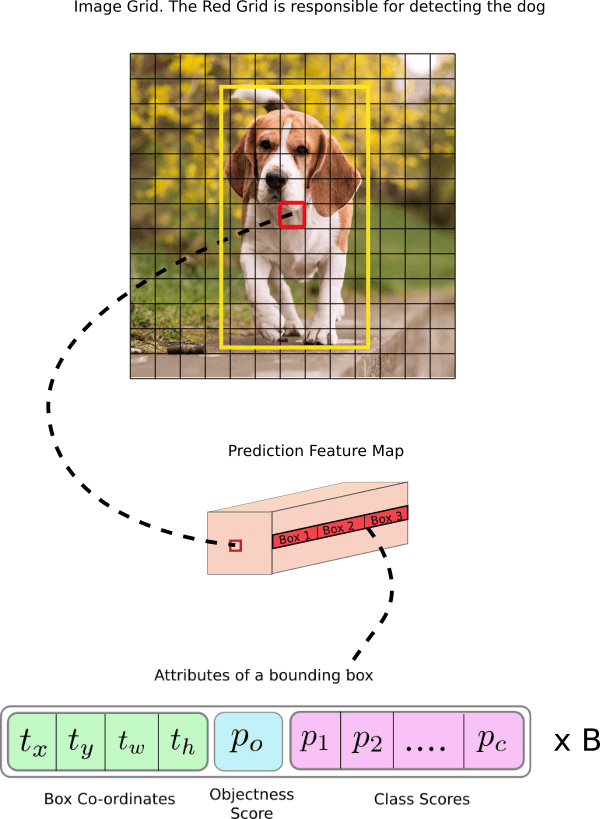 Image Grid. The Red Grid is responsible for detecting the dog
Prediction Feature Map
Box 1 Box 2 Box 3
Attributes of a bounding box
t_x t_y t_w t_h p_o p_1 p_2 .... p_c x B
Box Co-ordinates
Objectness
Score
Class Scores